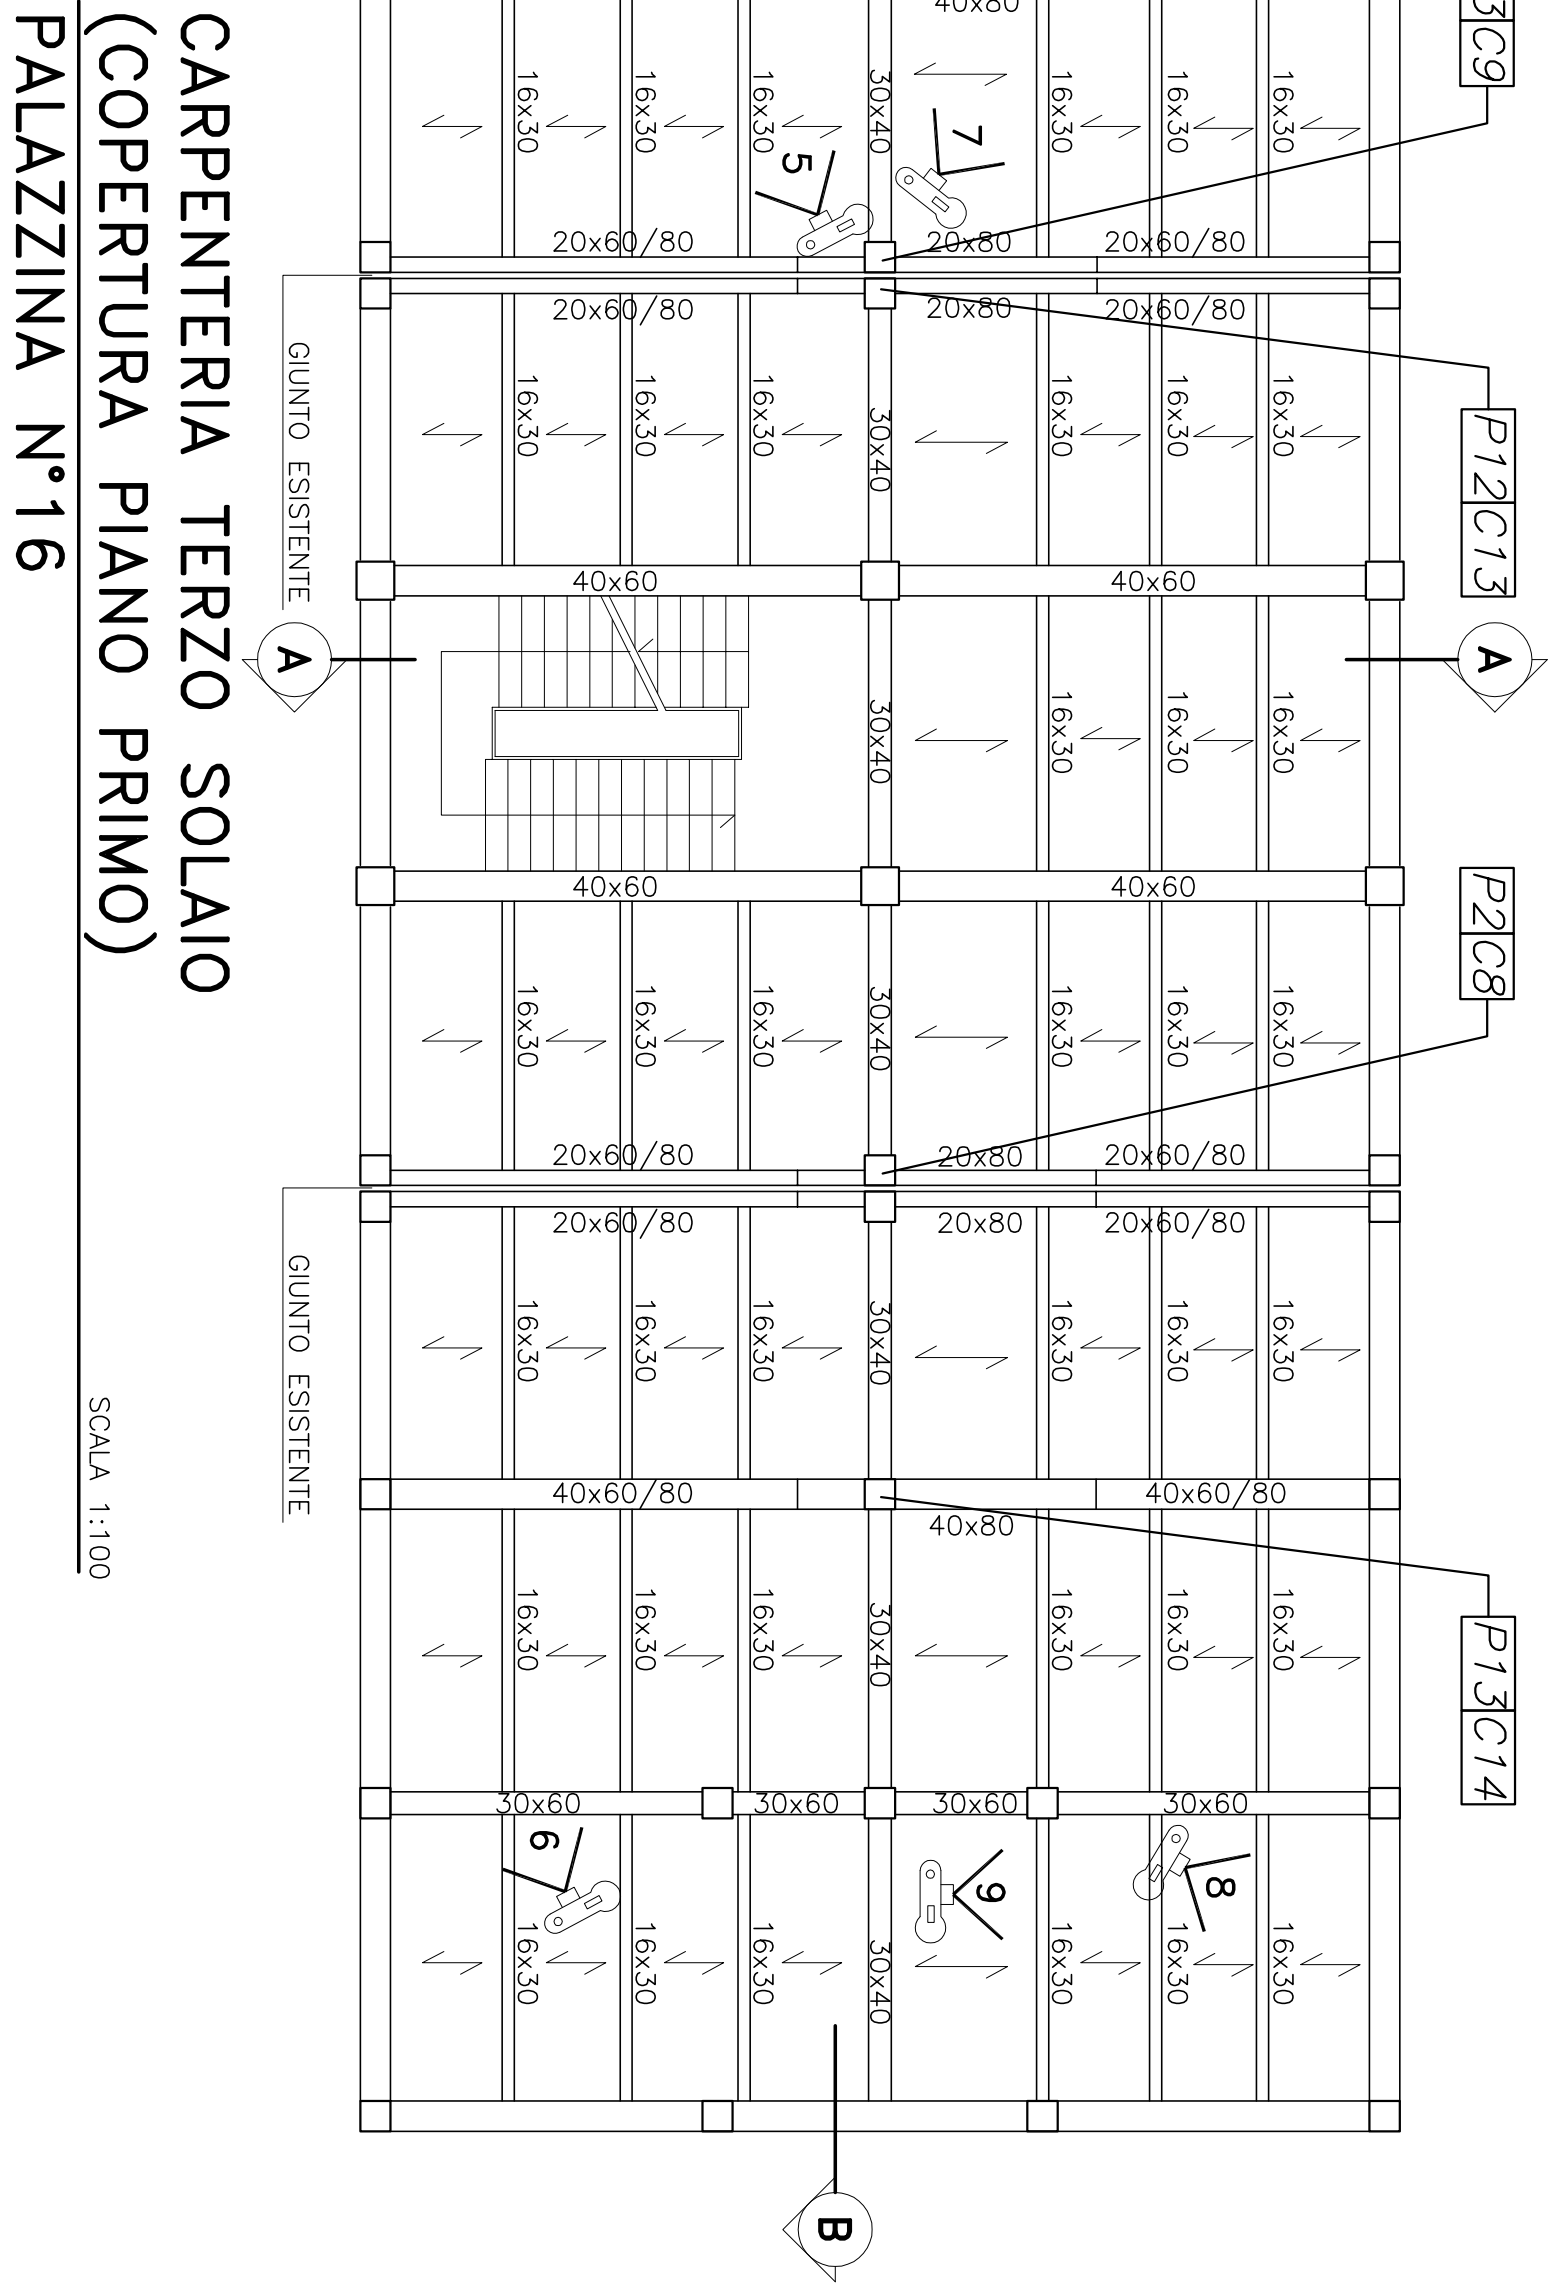 3 C9
P12 C13
P2 C8
P13 C14
A
A
B
40x80
16x30 16x30 16x30 30x40 16x30 16x30 16x30
7
5
20x60/80 20x80 20x60/80
20x60/80 20x80 20x60/80
16x30 16x30 16x30 30x40 16x30 16x30 16x30
40x60 40x60
30x40 16x30 16x30 16x30
40x60 40x60
16x30 16x30 16x30 30x40 16x30 16x30 16x30
20x60/80 20x80 20x60/80
20x60/80 20x80 20x60/80
16x30 16x30 16x30 30x40 16x30 16x30 16x30
40x60/80 40x60/80
40x80
16x30 16x30 16x30 30x40 16x30 16x30 16x30
30x60 30x60 30x60 30x60
6
9
8
16x30 16x30 16x30 30x40 16x30 16x30 16x30
GIUNTO ESISTENTE
GIUNTO ESISTENTE
CARPENTERIA TERZO SOLAIO
(COPERTURA PIANO PRIMO)
PALAZZINA N°16
SCALA 1:100